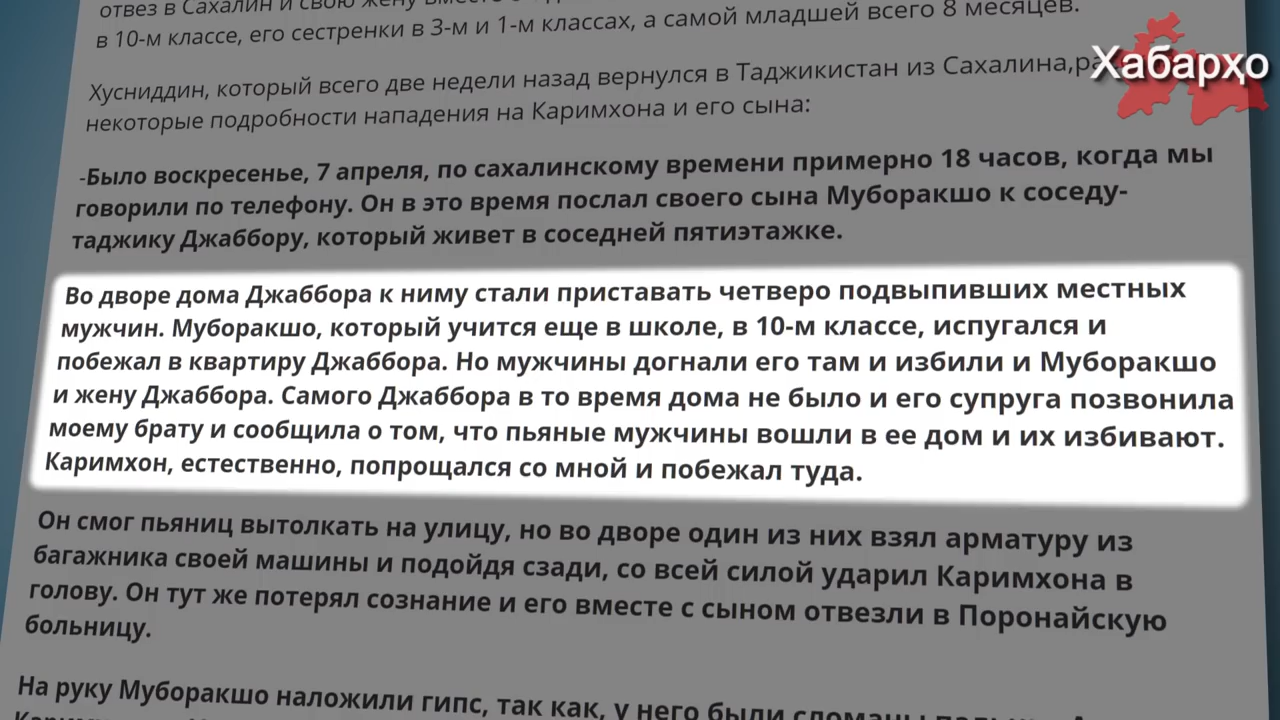 отвез в Сахалин и свою жену вместе
в 10-м классе, его сестренки в 3-м и 1-м классах, а самой младшей всего 8 месяцев.
Хабарҳо
Хусниддин, который всего две недели назад вернулся в Таджикистан из Сахалина,
некоторые подробности нападения на Каримхона и его сына:
-Было воскресенье, 7 апреля, по сахалинскому времени примерно 18 часов, когда мы
говорили по телефону. Он в это время послал своего сына Муборакшо к соседу-
таджику Джаббору, который живет в соседней пятиэтажке.
Во дворе дома Джаббора к ниму стали приставать четверо подвыпивших местных
мужчин. Муборакшо, который учится еще в школе, в 10-м классе, испугался и
побежал в квартиру Джаббора. Но мужчины догнали его там и избили и Муборакшо
и жену Джаббора. Самого Джаббора в то время дома не было и его супруга позвонила
моему брату и сообщила о том, что пьяные мужчины вошли в ее дом и их избивают.
Каримхон, естественно, попрощался со мной и побежал туда.
Он смог пьяниц вытолкать на улицу, но во дворе один из них взял арматуру из
багажника своей машины и подойдя сзади, со всей силой ударил Каримхона в
голову. Он тут же потерял сознание и его вместе с сыном отвезли в Поронайскую
больницу.
На руку Муборакшо наложили гипс, так как, у него были сломаны